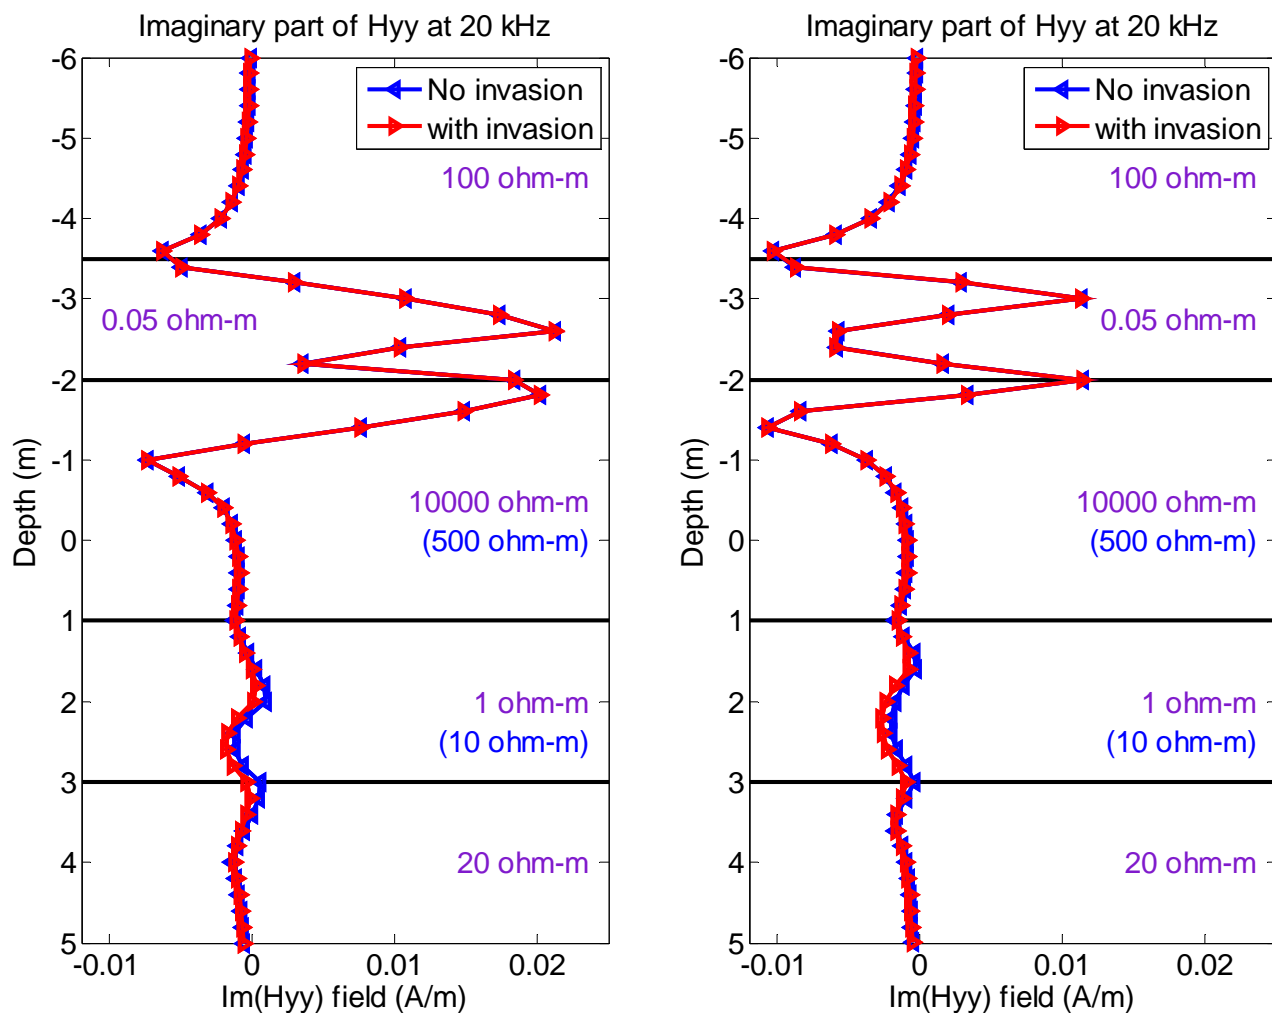 Imaginary part of Hyy at 20 kHz
-6
-5
-4
-3
-2
-1
0
1
2
3
4
5
Depth (m)
No invasion
with invasion
100 ohm-m
0.05 ohm-m
10000 ohm-m
(500 ohm-m)
1 ohm-m
(10 ohm-m)
20 ohm-m
-0.01
0
0.01
0.02
Im(Hyy) field (A/m)
Imaginary part of Hyy at 20 kHz
-6
-5
-4
-3
-2
-1
0
1
2
3
4
5
Depth (m)
No invasion
with invasion
100 ohm-m
0.05 ohm-m
10000 ohm-m
(500 ohm-m)
1 ohm-m
(10 ohm-m)
20 ohm-m
-0.01
0
0.01
0.02
Im(Hyy) field (A/m)